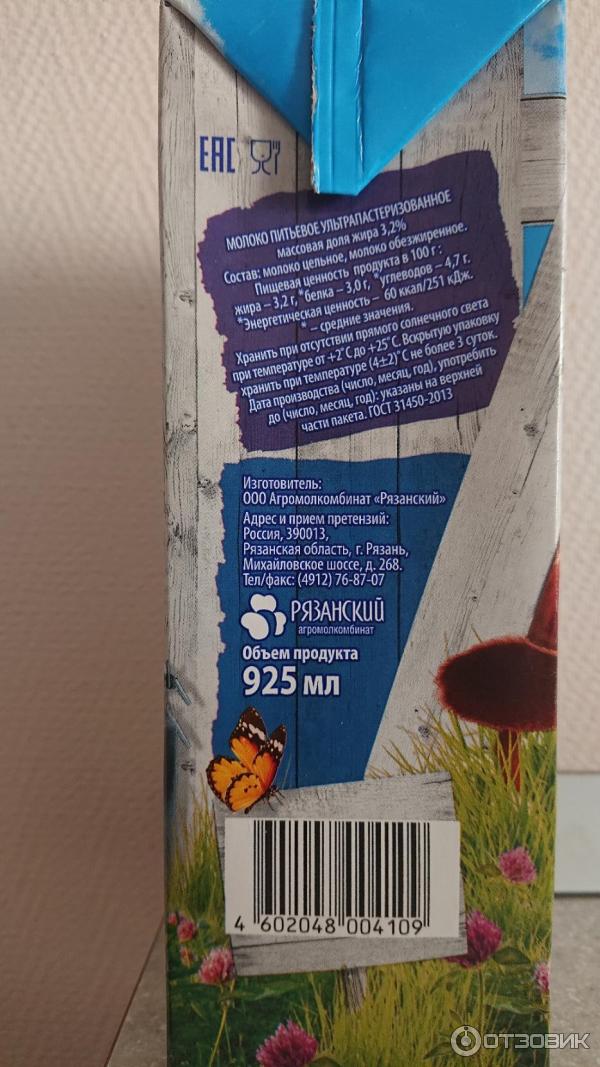 ЕАС
МОЛОКО ПИТЬЕВОЕ УЛЬТРАПАСТЕРИЗОВАННОЕ
массовая доля жира 3,2%
Состав: молоко цельное, молоко обезжиренное.
Пищевая ценность продукта в 100 г :
жира – 3,2 г, *белка – 3,0 г, *углеводов – 4,7 г.
*Энергетическая ценность – 60 ккал/251 кДж.
* – средние значения.
Хранить при отсутствии прямого солнечного света
при температуре от +2°С до +25°С. Вскрытую упаковку
хранить при температуре (4±2)°С не более 3 суток.
Дата производства (число, месяц, год), употребить
до (число, месяц, год): указаны на верхней
части пакета. ГОСТ 31450-2013
Изготовитель:
ООО Агромолкомбинат «Рязанский»
Адрес и прием претензий:
Россия, 390013,
Рязанская область, г. Рязань,
Михайловское шоссе, д. 268.
Тел/факс: (4912) 76-87-07
РЯЗАНСКИЙ
агромолкомбинат
Объем продукта
925 мл
4 602048 004109
ОТЗОВИК